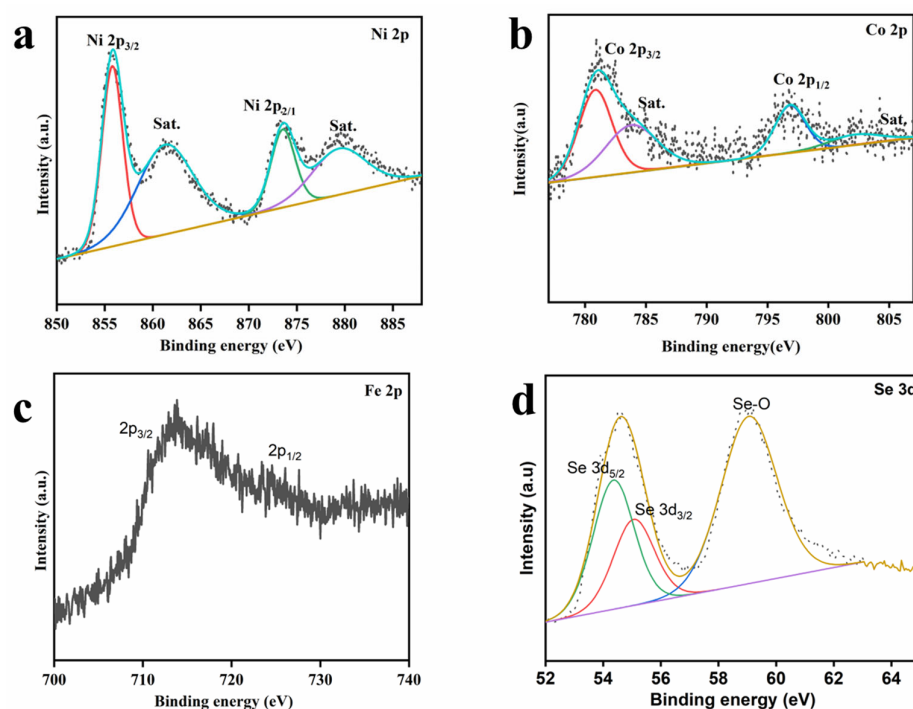 a
Ni 2p
Ni 2p3/2
Sat.
Ni 2p2/1
Sat.
Intensity (a.u.)
850 855 860 865 870 875 880 885
Binding energy (eV)
b
Co 2p
Co 2p3/2
Sat.
Co 2p1/2
Sat.
Intensity(a.u)
780 785 790 795 800 805
Binding energy(eV)
c
Fe 2p
2p3/2
2p1/2
Intensity (a.u.)
700 710 720 730 740
Binding energy (eV)
d
Se 3d
Se-O
Se 3d5/2
Se 3d3/2
Intensity (a.u)
52 54 56 58 60 62 64
Binding energy (eV)